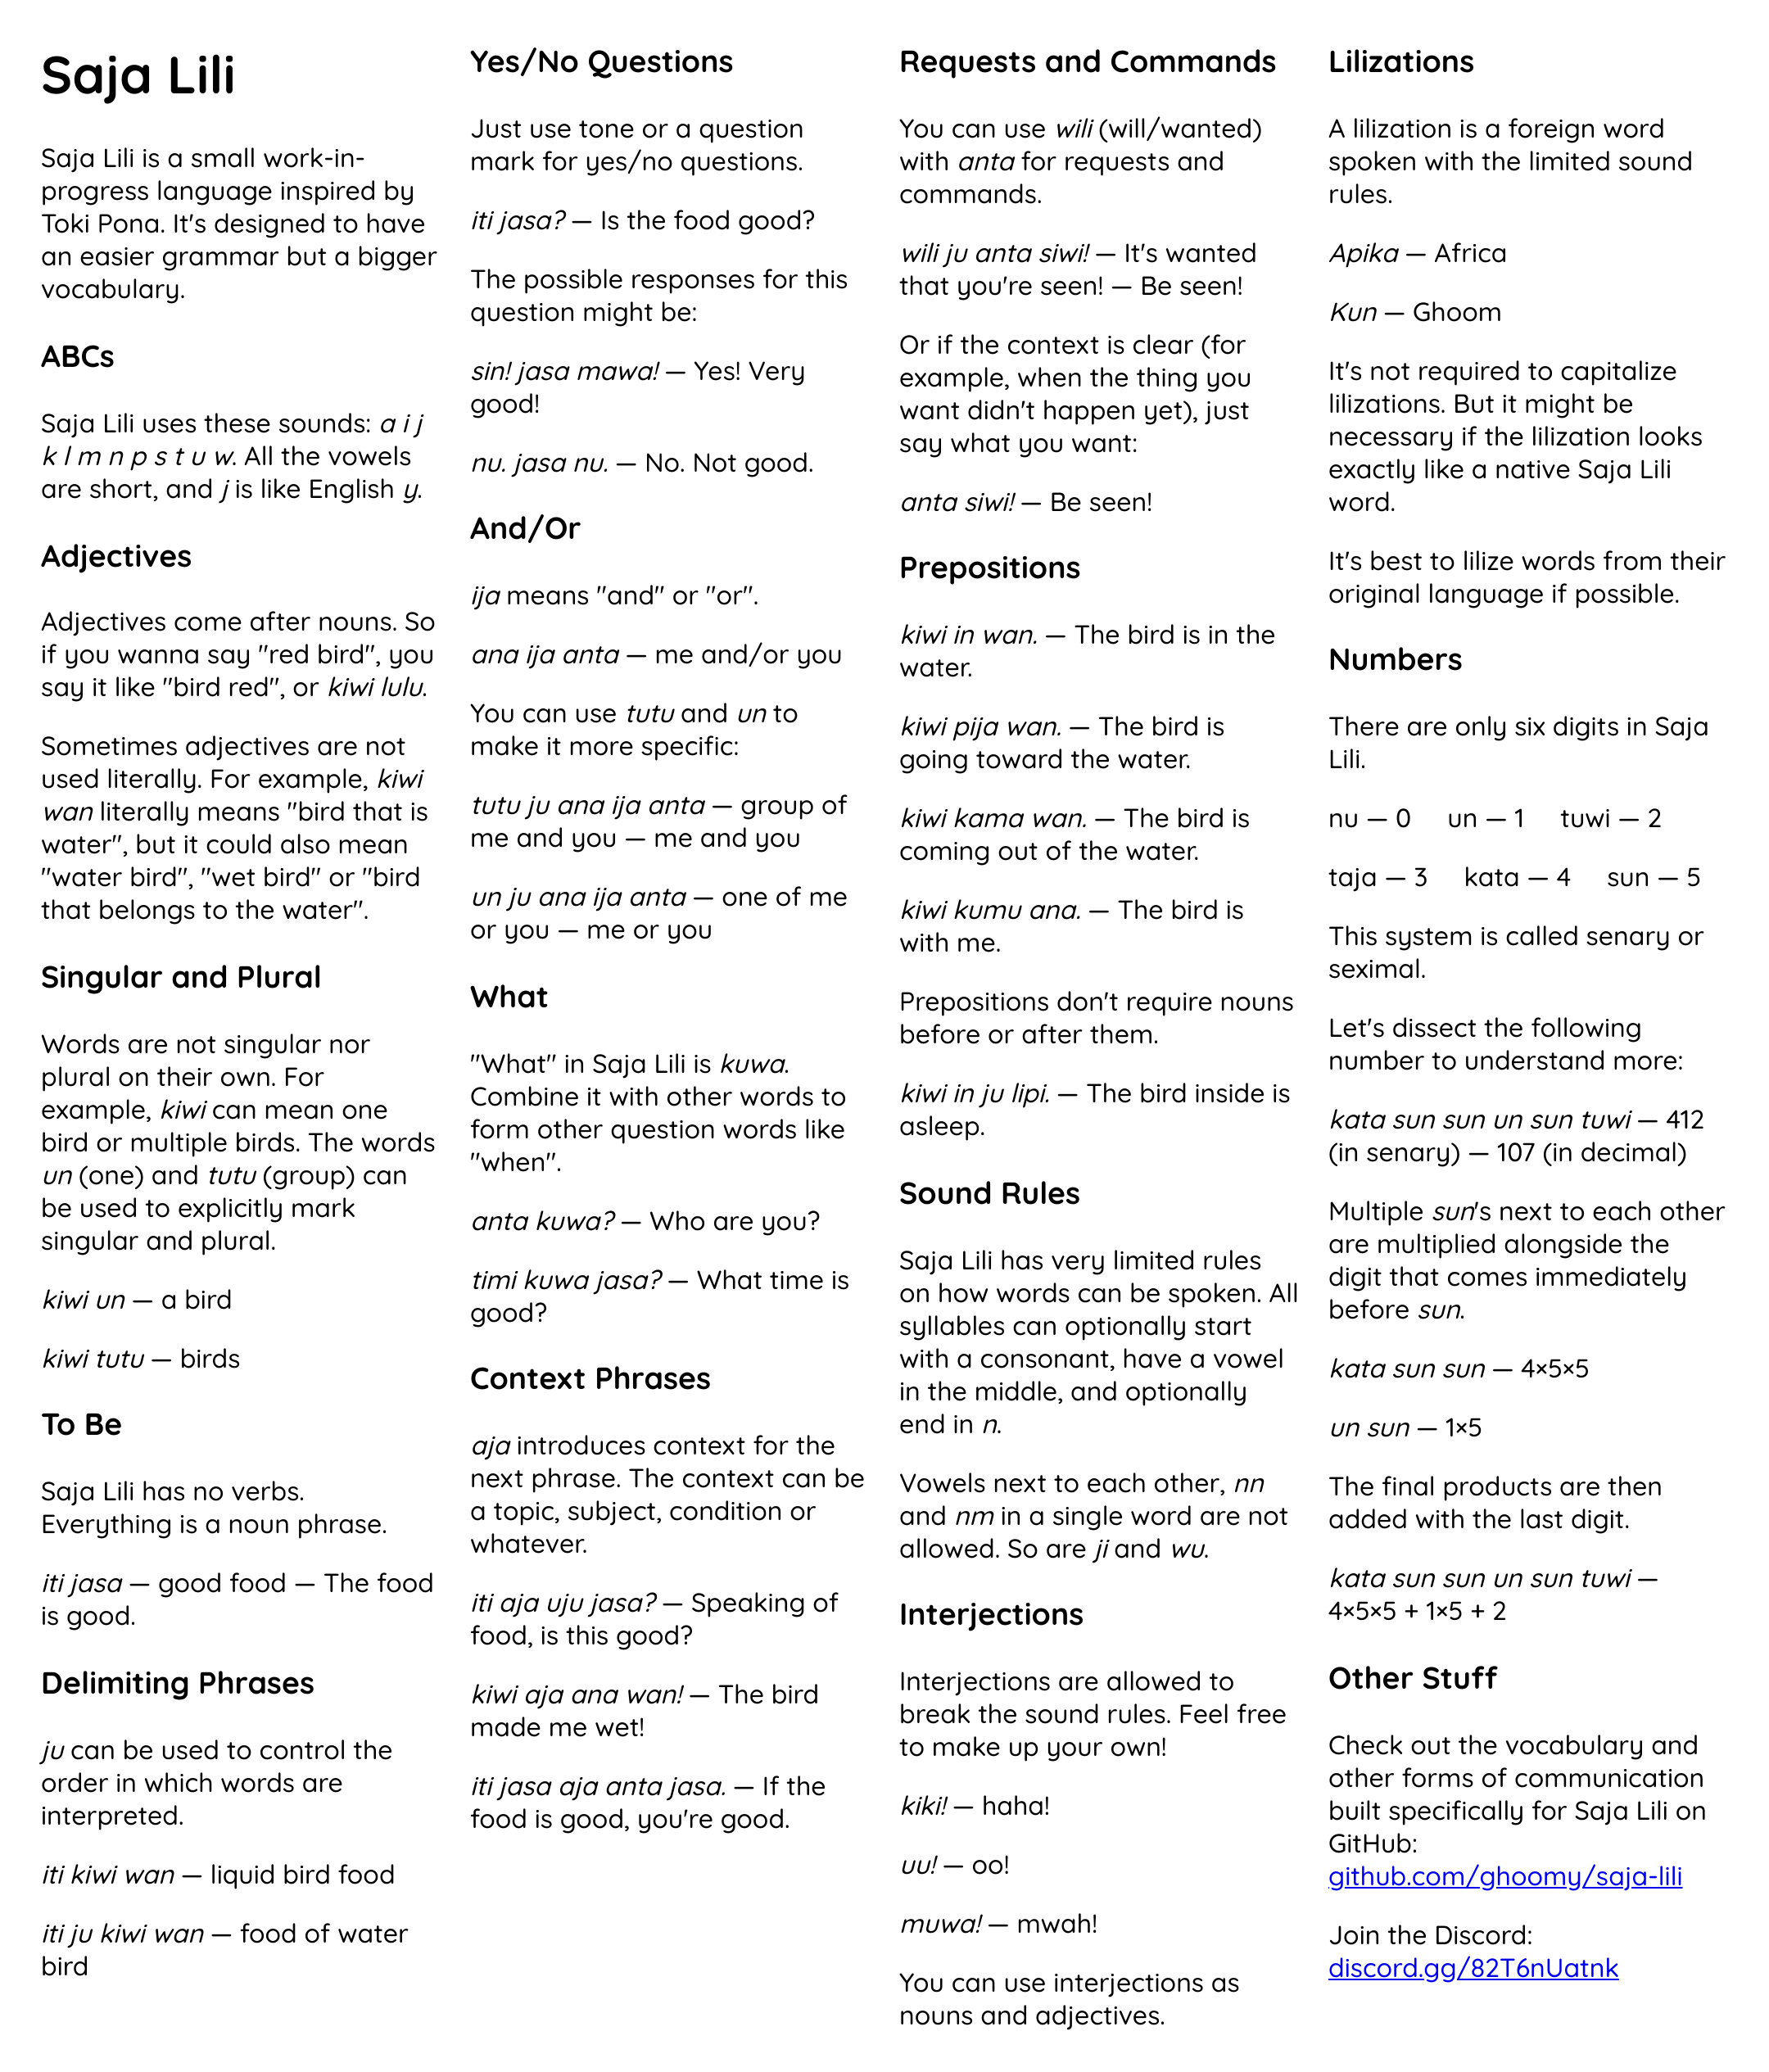 Saja Lili
Saja Lili is a small work-in-
progress language inspired by
Toki Pona. It's designed to have
an easier grammar but a bigger
vocabulary.
ABCs
Saja Lili uses these sounds: a i j
k l m n p s t u w. All the vowels
are short, and j is like English y.
Adjectives
Adjectives come after nouns. So
if you wanna say "red bird", you
say it like "bird red", or kiwi lulu.
Sometimes adjectives are not
used literally. For example, kiwi
wan literally means "bird that is
water", but it could also mean
"water bird", "wet bird" or "bird
that belongs to the water".
Singular and Plural
Words are not singular nor
plural on their own. For
example, kiwi can mean one
bird or multiple birds. The words
un (one) and tutu (group) can
be used to explicitly mark
singular and plural.
kiwi un — a bird
kiwi tutu — birds
To Be
Saja Lili has no verbs.
Everything is a noun phrase.
iti jasa — good food — The food
is good.
Delimiting Phrases
ju can be used to control the
order in which words are
interpreted.
iti kiwi wan — liquid bird food
iti ju kiwi wan — food of water
bird
Yes/No Questions
Just use tone or a question
mark for yes/no questions.
iti jasa? — Is the food good?
The possible responses for this
question might be:
sin! jasa mawa! — Yes! Very
good!
nu. jasa nu. — No. Not good.
And/Or
ija means "and" or "or".
ana ija anta — me and/or you
You can use tutu and un to
make it more specific:
tutu ju ana ija anta — group of
me and you — me and you
un ju ana ija anta — one of me
or you — me or you
What
"What" in Saja Lili is kuwa.
Combine it with other words to
form other question words like
"when".
anta kuwa? — Who are you?
timi kuwa jasa? — What time is
good?
Context Phrases
aja introduces context for the
next phrase. The context can be
a topic, subject, condition or
whatever.
iti aja uju jasa? — Speaking of
food, is this good?
kiwi aja ana wan! — The bird
made me wet!
iti jasa aja anta jasa. — If the
food is good, you're good.
Requests and Commands
You can use wili (will/wanted)
with anta for requests and
commands.
wili ju anta siwi! — It's wanted
that you're seen! — Be seen!
Or if the context is clear (for
example, when the thing you
want didn't happen yet), just
say what you want:
anta siwi! — Be seen!
Prepositions
kiwi in wan. — The bird is in the
water.
kiwi pija wan. — The bird is
going toward the water.
kiwi kama wan. — The bird is
coming out of the water.
kiwi kumu ana. — The bird is
with me.
Prepositions don't require nouns
before or after them.
kiwi in ju lipi. — The bird inside is
asleep.
Sound Rules
Saja Lili has very limited rules
on how words can be spoken. All
syllables can optionally start
with a consonant, have a vowel
in the middle, and optionally
end in n.
Vowels next to each other, nn
and nm in a single word are not
allowed. So are ji and wu.
Interjections
Interjections are allowed to
break the sound rules. Feel free
to make up your own!
kiki! — haha!
uu! — oo!
muwa! — mwah!
You can use interjections as
nouns and adjectives.
Lilizations
A lilization is a foreign word
spoken with the limited sound
rules.
Apika — Africa
Kun — Ghoom
It's not required to capitalize
lilizations. But it might be
necessary if the lilization looks
exactly like a native Saja Lili
word.
It's best to lilize words from their
original language if possible.
Numbers
There are only six digits in Saja
Lili.
nu — 0 un — 1 tuwi — 2
taja — 3 kata — 4 sun — 5
This system is called senary or
seximal.
Let's dissect the following
number to understand more:
kata sun sun un sun tuwi — 412
(in senary) — 107 (in decimal)
Multiple sun's next to each other
are multiplied alongside the
digit that comes immediately
before sun.
kata sun sun — 4×5×5
un sun — 1×5
The final products are then
added with the last digit.
kata sun sun un sun tuwi —
4×5×5 + 1×5 + 2
Other Stuff
Check out the vocabulary and
other forms of communication
built specifically for Saja Lili on
GitHub:
github.com/ghoomy/saja-lili
Join the Discord:
discord.gg/82T6nUatnk